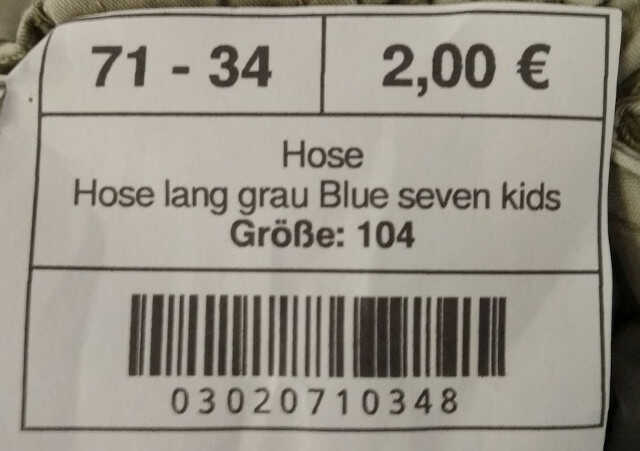 71 - 34
2,00 €
Hose
Hose lang grau Blue seven kids
Größe: 104
03020710348